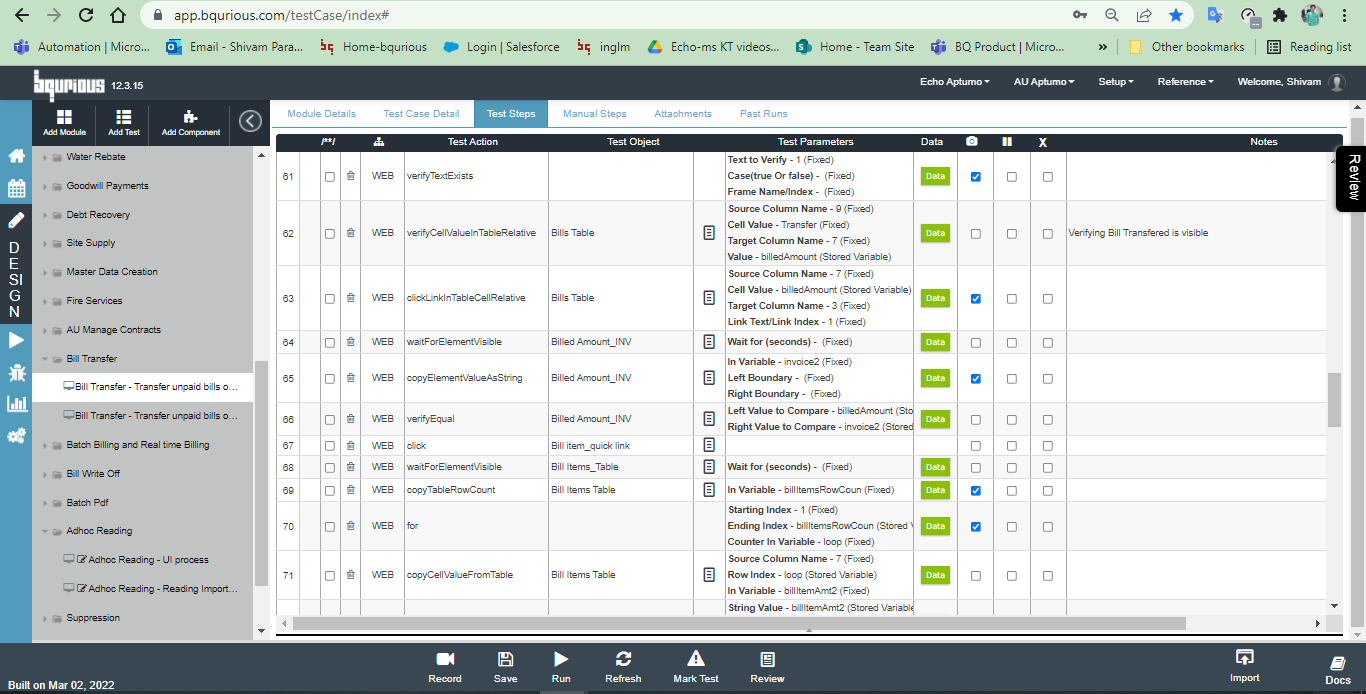 app.bqurious.com/testCase/index#
Automation | Micro...
Email - Shivam Para...
Home-bqurious
Login | Salesforce
inglm
Echo-ms KT videos...
Home - Team Site
BQ Product | Micro...
»
Other bookmarks
Reading list
bqurious 12.3.15
Echo Aptumo
AU Aptumo
Setup
Reference
Welcome, Shivam
Add Module
Add Test
Add Component
Module Details
Test Case Detail
Test Steps
Manual Steps
Attachments
Past Runs
DESIGN
Water Rebate
Goodwill Payments
Debt Recovery
Site Supply
Master Data Creation
Fire Services
AU Manage Contracts
Bill Transfer
Bill Transfer - Transfer unpaid bills o...
Bill Transfer - Transfer unpaid bills o...
Batch Billing and Real time Billing
Bill Write Off
Batch Pdf
Adhoc Reading
Adhoc Reading - UI process
Adhoc Reading - Reading Import...
Suppression
/**/ Test Action Test Object Test Parameters Data X Notes
61 WEB verifyTextExists Data
Text to Verify - 1 (Fixed)
Case(true Or false) - (Fixed)
Frame Name/Index - (Fixed)
62 WEB verifyCellValueInTableRelative Bills Table Data Verifying Bill Transfered is visible
Source Column Name - 9 (Fixed)
Cell Value - Transfer (Fixed)
Target Column Name - 7 (Fixed)
Value - billedAmount (Stored Variable)
63 WEB clickLinkInTableCellRelative Bills Table Data
Source Column Name - 7 (Fixed)
Cell Value - billedAmount (Stored Variable)
Target Column Name - 3 (Fixed)
Link Text/Link Index - 1 (Fixed)
64 WEB waitForElementVisible Billed Amount_INV Wait for (seconds) - (Fixed) Data
65 WEB copyElementValueAsString Billed Amount_INV Data
In Variable - invoice2 (Fixed)
Left Boundary - (Fixed)
Right Boundary - (Fixed)
66 WEB verifyEqual Billed Amount_INV Data
Left Value to Compare - billedAmount (Sto
Right Value to Compare - invoice2 (Stored
67 WEB click Bill item_quick link
68 WEB waitForElementVisible Bill Items_Table Wait for (seconds) - (Fixed) Data
69 WEB copyTableRowCount Bill Items Table In Variable - billItemsRowCoun (Fixed) Data
70 WEB for Data
Starting Index - 1 (Fixed)
Ending Index - billItemsRowCoun (Stored V
Counter In Variable - loop (Fixed)
71 WEB copyCellValueFromTable Bill Items Table Data
Source Column Name - 7 (Fixed)
Row Index - loop (Stored Variable)
In Variable - billItemAmt2 (Fixed)
String Value - billItemAmt2 (Stored Variable
Review
Record
Save
Run
Refresh
Mark Test
Review
Import
Docs
Built on Mar 02, 2022